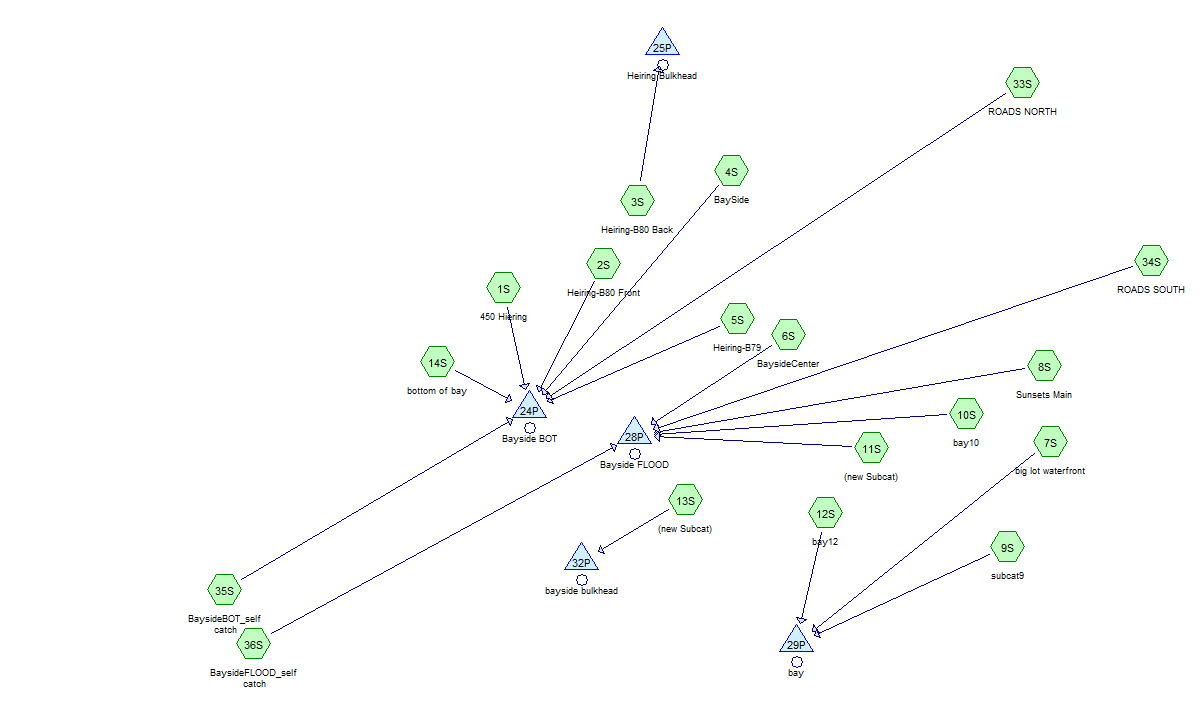 25P
Heiring Bulkhead
33S
ROADS NORTH
4S
BaySide
3S
Heiring-B80 Back
2S
Heiring-B80 Front
34S
ROADS SOUTH
1S
450 Hiering
5S
Heiring-B79
6S
BaysideCenter
14S
bottom of bay
8S
Sunsets Main
24P
Bayside BOT
10S
bay10
28P
Bayside FLOOD
11S
(new Subcat)
7S
big lot waterfront
13S
(new Subcat)
12S
bay12
9S
subcat9
32P
bayside bulkhead
35S
BaysideBOT_self
catch
36S
BaysideFLOOD_self
catch
29P
bay